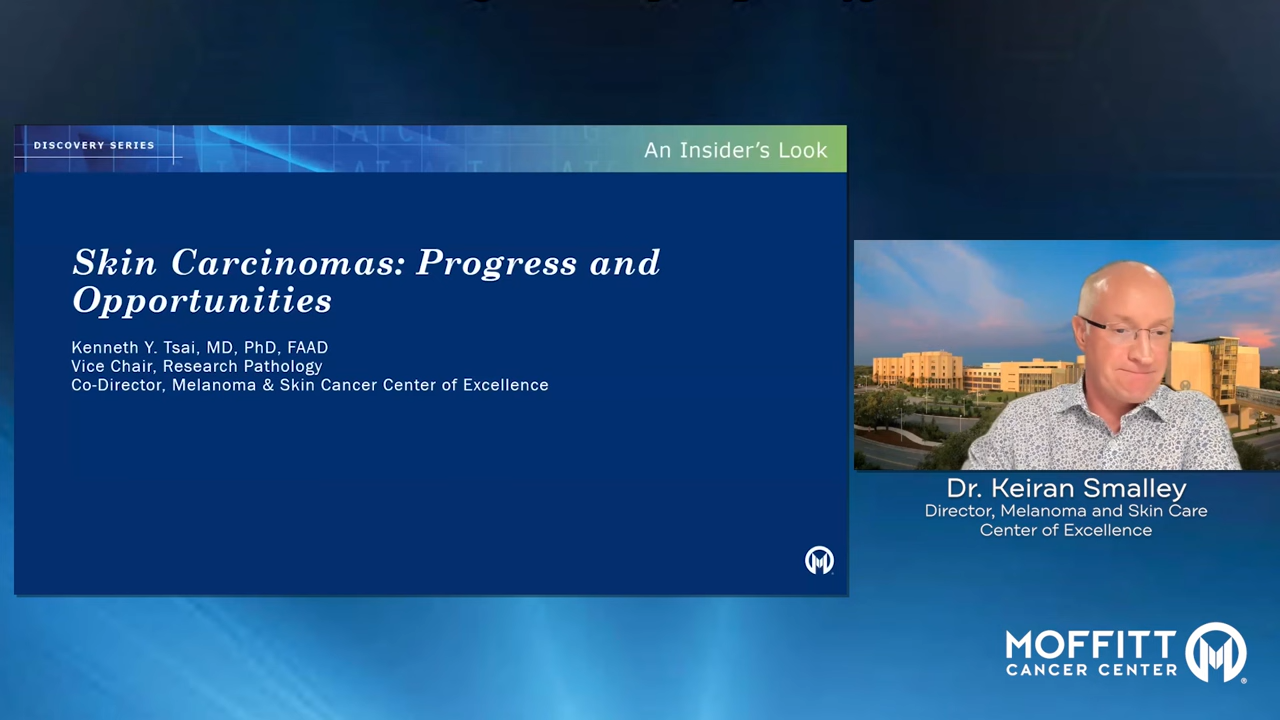 DISCOVERY SERIES
An Insider's Look
Skin Carcinomas: Progress and
Opportunities
Kenneth Y. Tsai, MD, PhD, FAAD
Vice Chair, Research Pathology
Co-Director, Melanoma & Skin Cancer Center of Excellence
Dr. Keiran Smalley
Director, Melanoma and Skin Care
Center of Excellence
MOFFITT
CANCER CENTER
®